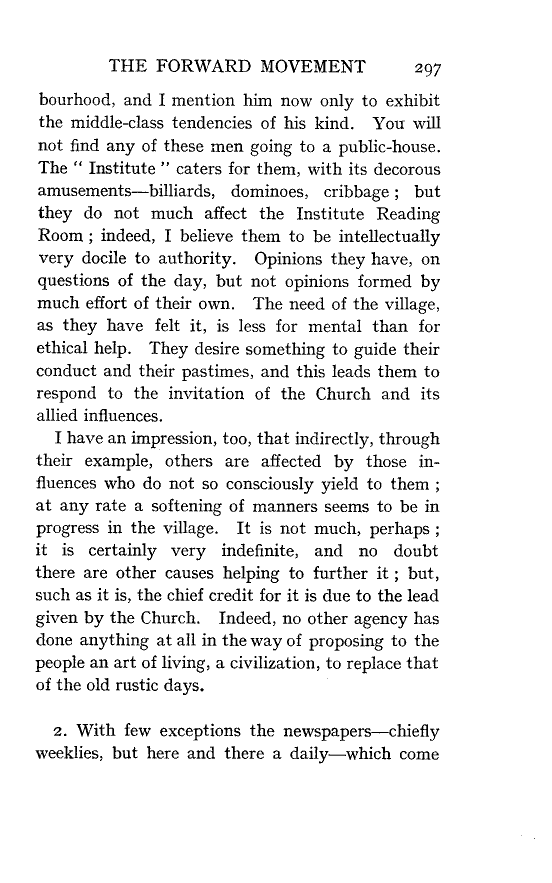 THE FORWARD MOVEMENT 297
bourhood, and I mention him now only to exhibit
the middle-class tendencies of his kind. You will
not find any of these men going to a public-house.
The “ Institute ” caters for them, with its decorous
amusements—billiards, dominoes, cribbage ; but
they do not much affect the Institute Reading
Room ; indeed, I believe them to be intellectually
very docile to authority. Opinions they have, on
questions of the day, but not opinions formed by
much effort of their own. The need of the village,
as they have felt it, is less for mental than for
ethical help. They desire something to guide their
conduct and their pastimes, and this leads them to
respond to the invitation of the Church and its
allied influences.
I have an impression, too, that indirectly, through
their example, others are affected by those in-
fluences who do not so consciously yield to them ;
at any rate a softening of manners seems to be in
progress in the village. It is not much, perhaps ;
it is certainly very indefinite, and no doubt
there are other causes helping to further it ; but,
such as it is, the chief credit for it is due to the lead
given by the Church. Indeed, no other agency has
done anything at all in the way of proposing to the
people an art of living, a civilization, to replace that
of the old rustic days.
2. With few exceptions the newspapers—chiefly
weeklies, but here and there a daily—which come